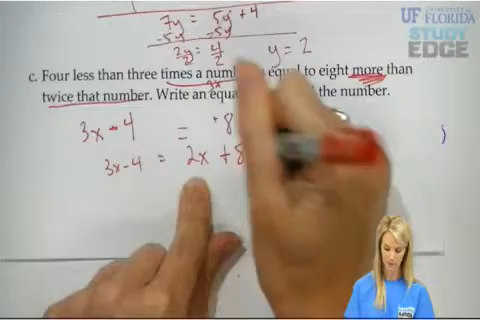 7y = 5y + 4
-5y -5y
2y/2 = 4/2 y = 2
UF FLORIDA
STUDY
EDGE
c. Four less than three times a number equal to eight more than
3x
twice that number. Write an the number.
3x - 4 = +8
3x-4 = 2x + 8